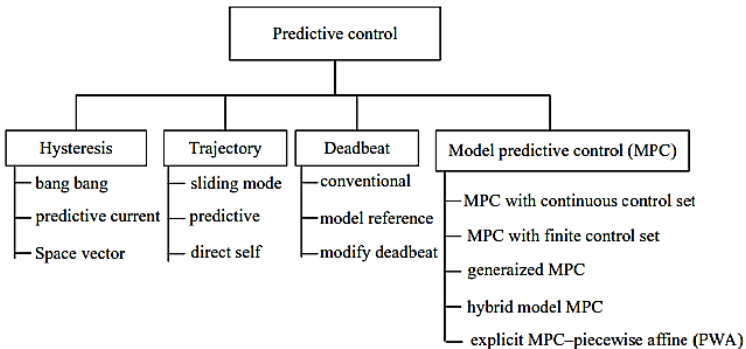 Predictive control
Hysteresis
bang bang
predictive current
Space vector
Trajectory
sliding mode
predictive
direct self
Deadbeat
conventional
model reference
modify deadbeat
Model predictive control (MPC)
MPC with continuous control set
MPC with finite control set
generaized MPC
hybrid model MPC
explicit MPC–piecewise affine (PWA)